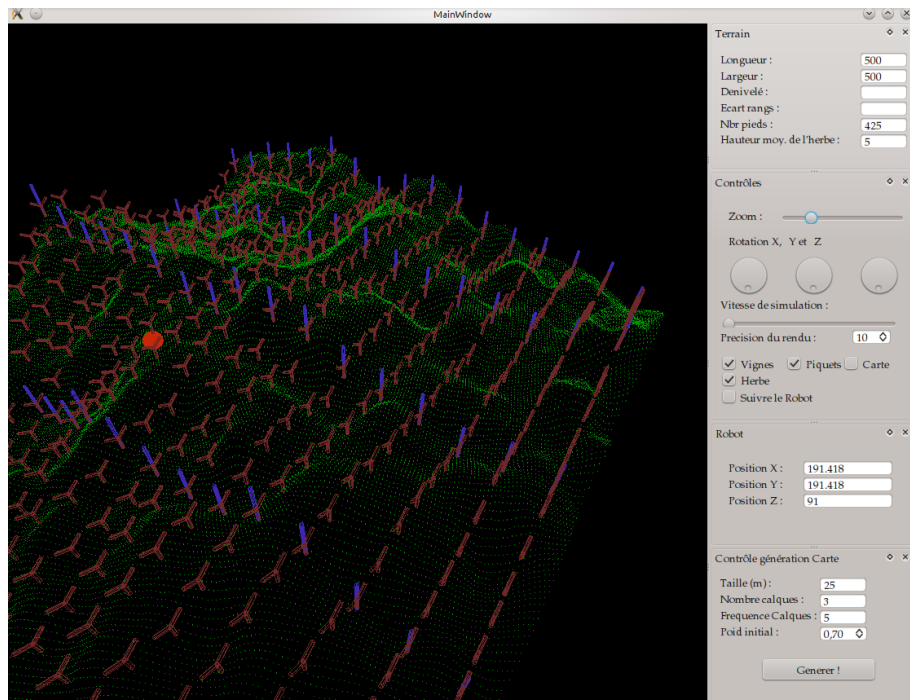 MainWindow
Terrain
Longueur : 500
Largeur : 500
Denivelé :
Ecart rangs :
Nbr pieds : 425
Hauteur moy. de l'herbe : 5
Contrôles
Zoom :
Rotation X, Y et Z
Vitesse de simulation :
Precision du rendu : 10
Vignes Piquets Carte
Herbe
Suivre le Robot
Robot
Position X : 191.418
Position Y : 191.418
Position Z : 91
Contrôle génération Carte
Taille (m) : 25
Nombre calques : 3
Frequence Calques : 5
Poid initial : 0,70
Generer !